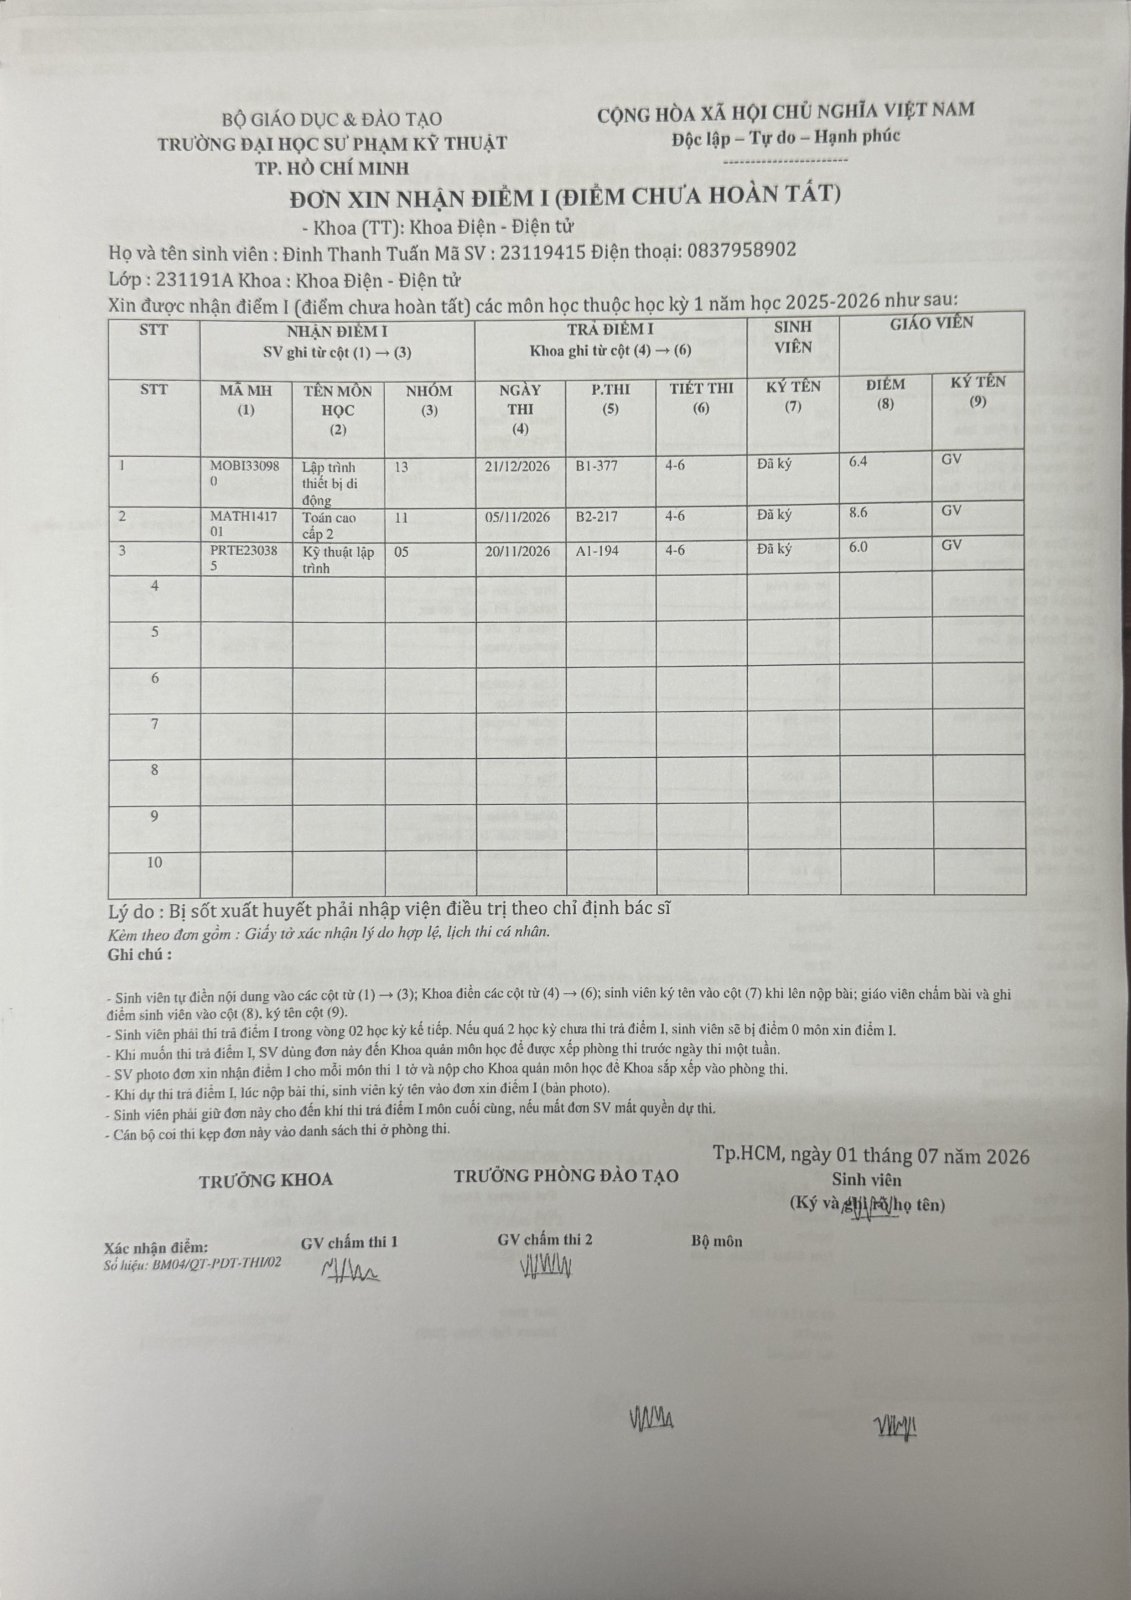 BỘ GIÁO DỤC & ĐÀO TẠO
TRƯỜNG ĐẠI HỌC SƯ PHẠM KỸ THUẬT
TP. HỒ CHÍ MINH
CỘNG HÒA XÃ HỘI CHỦ NGHĨA VIỆT NAM
Độc lập – Tự do – Hạnh phúc
-----------------------
ĐƠN XIN NHẬN ĐIỂM I (ĐIỂM CHƯA HOÀN TẤT)
- Khoa (TT): Khoa Điện - Điện tử
Họ và tên sinh viên : Đinh Thanh Tuấn Mã SV : 23119415 Điện thoại: 0837958902
Lớp : 231191A Khoa : Khoa Điện - Điện tử
Xin được nhận điểm I (điểm chưa hoàn tất) các môn học thuộc học kỳ 1 năm học 2025-2026 như sau:
STT NHẬN ĐIỂM I TRẢ ĐIỂM I SINH GIÁO VIÊN
SV ghi từ cột (1) → (3) Khoa ghi từ cột (4) → (6) VIÊN
STT MÃ MH TÊN MÔN NHÓM NGÀY P.THI TIẾT THI KÝ TÊN ĐIỂM KÝ TÊN
(1) HỌC (3) THI (5) (6) (7) (8) (9)
(2) (4)
1 MOBI33098 Lập trình 13 21/12/2026 B1-377 4-6 Đã ký 6.4 GV
0 thiết bị di
động
2 MATH1417 Toán cao 11 05/11/2026 B2-217 4-6 Đã ký 8.6 GV
01 cấp 2
3 PRTE23038 Kỹ thuật lập 05 20/11/2026 A1-194 4-6 Đã ký 6.0 GV
5 trình
4
5
6
7
8
9
10
Lý do : Bị sốt xuất huyết phải nhập viện điều trị theo chỉ định bác sĩ
Kèm theo đơn gồm : Giấy tờ xác nhận lý do hợp lệ, lịch thi cá nhân.
Ghi chú :
- Sinh viên tự điền nội dung vào các cột từ (1) → (3); Khoa điền các cột từ (4) → (6); sinh viên ký tên vào cột (7) khi lên nộp bài; giáo viên chấm bài và ghi
điểm sinh viên vào cột (8), ký tên cột (9).
- Sinh viên phải thi trả điểm I trong vòng 02 học kỳ kế tiếp. Nếu quá 2 học kỳ chưa thi trả điểm I, sinh viên sẽ bị điểm 0 môn xin điểm I.
- Khi muốn thi trả điểm I, SV dùng đơn này đến Khoa quản môn học để được xếp phòng thi trước ngày thi một tuần.
- SV photo đơn xin nhận điểm I cho mỗi môn thi 1 tờ và nộp cho Khoa quản môn học để Khoa sắp xếp vào phòng thi.
- Khi dự thi trả điểm I, lúc nộp bài thi, sinh viên ký tên vào đơn xin điểm I (bản photo).
- Sinh viên phải giữ đơn này cho đến khi thi trả điểm I môn cuối cùng, nếu mất đơn SV mất quyền dự thi.
- Cán bộ coi thi kẹp đơn này vào danh sách thi ở phòng thi.
Tp.HCM, ngày 01 tháng 07 năm 2026
TRƯỞNG KHOA TRƯỞNG PHÒNG ĐÀO TẠO Sinh viên
(Ký và ghi rõ họ tên)
Xác nhận điểm: GV chấm thi 1 GV chấm thi 2 Bộ môn
Số hiệu: BM04/QT-PDT-THI/02